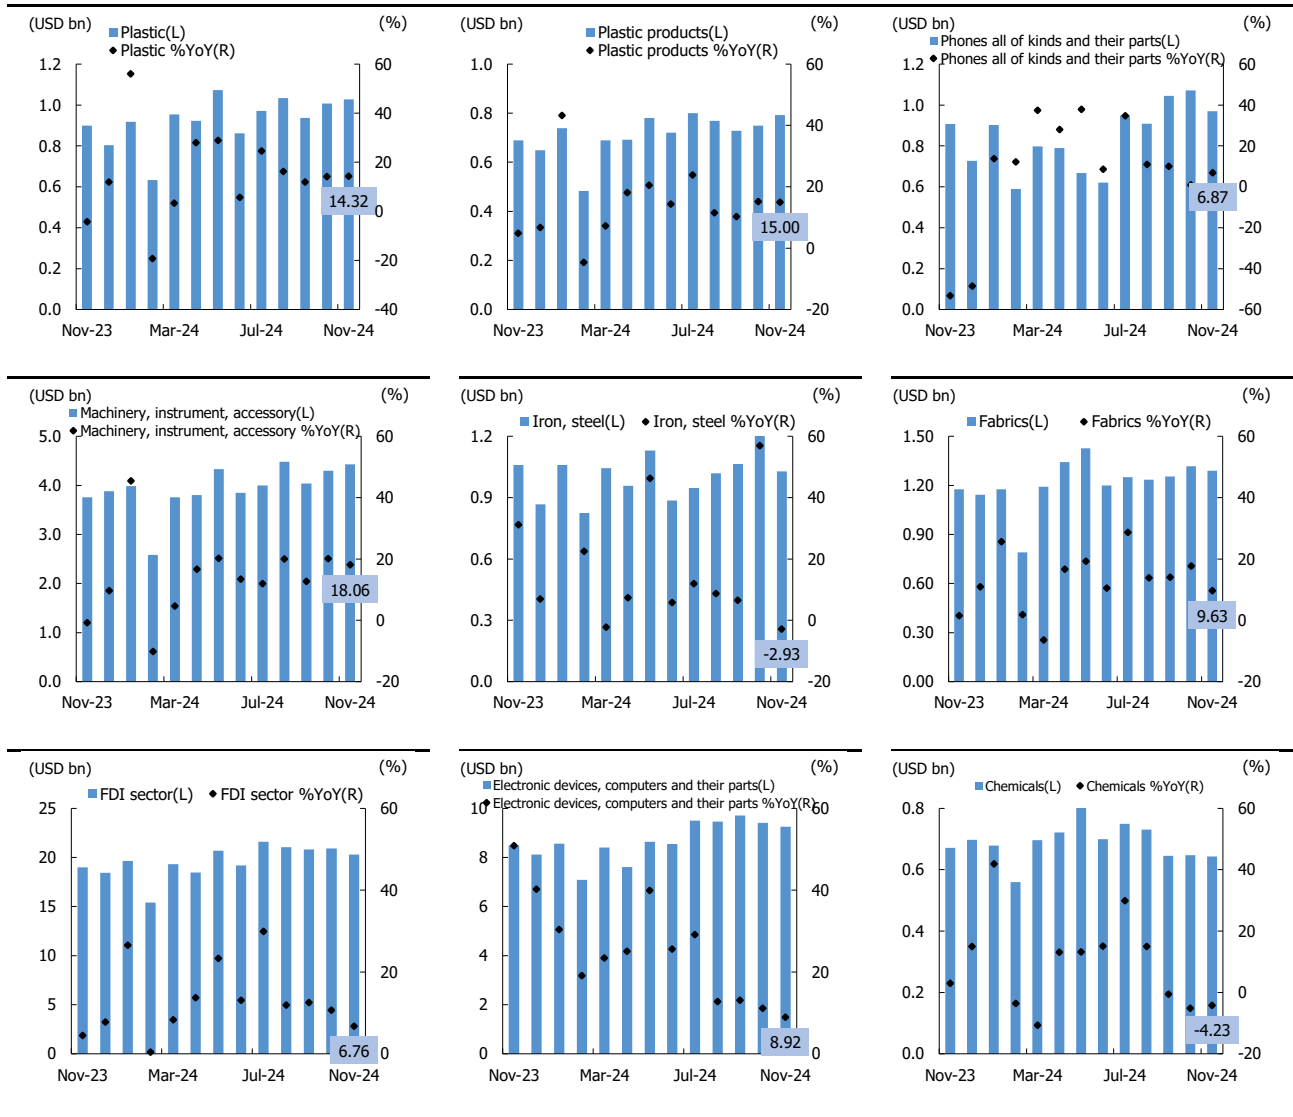 (USD bn)
(%)
Plastic(L)
Plastic %YoY(R)
1.2
1.0
0.8
0.6
0.4
0.2
0.0
60
40
20
0
-20
-40
14.32
Nov-23
Mar-24
Jul-24
Nov-24
(USD bn)
(%)
Plastic products(L)
Plastic products %YoY(R)
1.0
0.8
0.6
0.4
0.2
0.0
60
40
20
0
-20
15.00
Nov-23
Mar-24
Jul-24
Nov-24
(USD bn)
(%)
Phones all of kinds and their parts(L)
Phones all of kinds and their parts %YoY(R)
1.2
1.0
0.8
0.6
0.4
0.2
0.0
60
40
20
0
-20
-40
-60
6.87
Nov-23
Mar-24
Jul-24
Nov-24
(USD bn)
(%)
Machinery, instrument, accessory(L)
Machinery, instrument, accessory %YoY(R)
5.0
4.0
3.0
2.0
1.0
0.0
60
40
20
0
-20
18.06
Nov-23
Mar-24
Jul-24
Nov-24
(USD bn)
(%)
Iron, steel(L)
Iron, steel %YoY(R)
1.2
0.9
0.6
0.3
0.0
60
40
20
0
-20
-2.93
Nov-23
Mar-24
Jul-24
Nov-24
(USD bn)
(%)
Fabrics(L)
Fabrics %YoY(R)
1.50
1.20
0.90
0.60
0.30
0.00
60
40
20
0
-20
9.63
Nov-23
Mar-24
Jul-24
Nov-24
(USD bn)
(%)
FDI sector(L)
FDI sector %YoY(R)
25
20
15
10
5
0
60
40
20
0
6.76
Nov-23
Mar-24
Jul-24
Nov-24
(USD bn)
(%)
Electronic devices, computers and their parts(L)
Electronic devices, computers and their parts %YoY(R)
10
8
6
4
2
0
60
40
20
0
8.92
Nov-23
Mar-24
Jul-24
Nov-24
(USD bn)
(%)
Chemicals(L)
Chemicals %YoY(R)
0.8
0.6
0.4
0.2
0.0
60
40
20
0
-20
-4.23
Nov-23
Mar-24
Jul-24
Nov-24